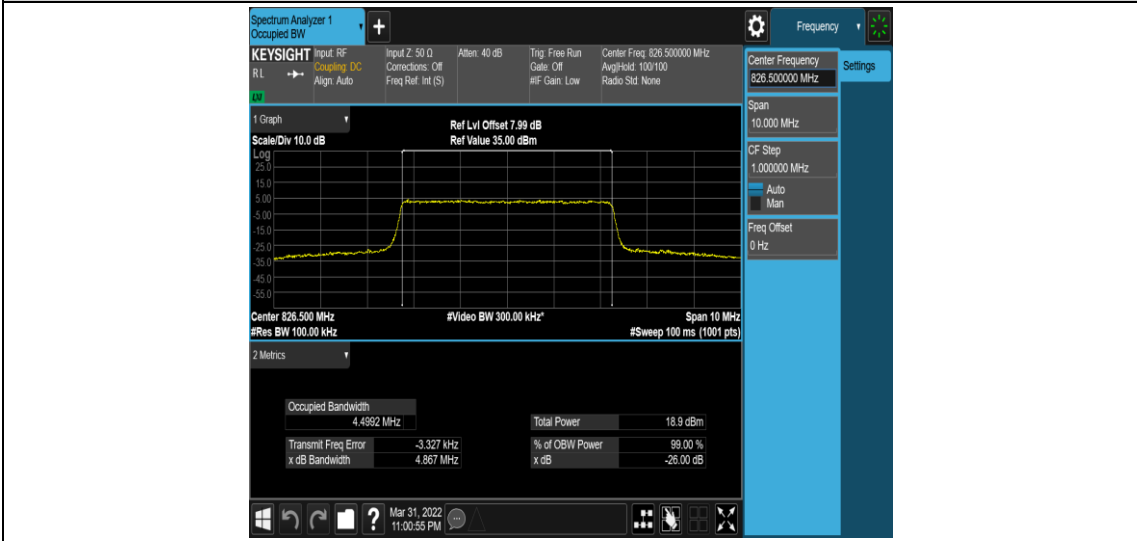 Spectrum Analyzer 1
Occupied BW
+
Frequency
KEYSIGHT
RL
Input: RF
Coupling: DC
Align: Auto
Input Z: 50 Ω
Corrections: Off
Freq Ref: Int (S)
Atten: 40 dB
Trig: Free Run
Gate: Off
#IF Gain: Low
Center Freq: 826.500000 MHz
Avg|Hold: 100/100
Radio Std: None
Center Frequency
826.500000 MHz
Settings
Span
10.000 MHz
CF Step
1.000000 MHz
Auto
Man
Freq Offset
0 Hz
1 Graph
Scale/Div 10.0 dB
Ref Lvl Offset 7.99 dB
Ref Value 35.00 dBm
Log
25.0
15.0
5.00
-5.00
-15.0
-25.0
-35.0
-45.0
-55.0
Center 826.500 MHz
#Video BW 300.00 kHz*
Span 10 MHz
#Res BW 100.00 kHz
#Sweep 100 ms (1001 pts)
2 Metrics
Occupied Bandwidth
4.4992 MHz
Total Power 18.9 dBm
Transmit Freq Error -3.327 kHz
% of OBW Power 99.00 %
x dB Bandwidth 4.867 MHz
x dB -26.00 dB
?
Mar 31, 2022
11:00:55 PM